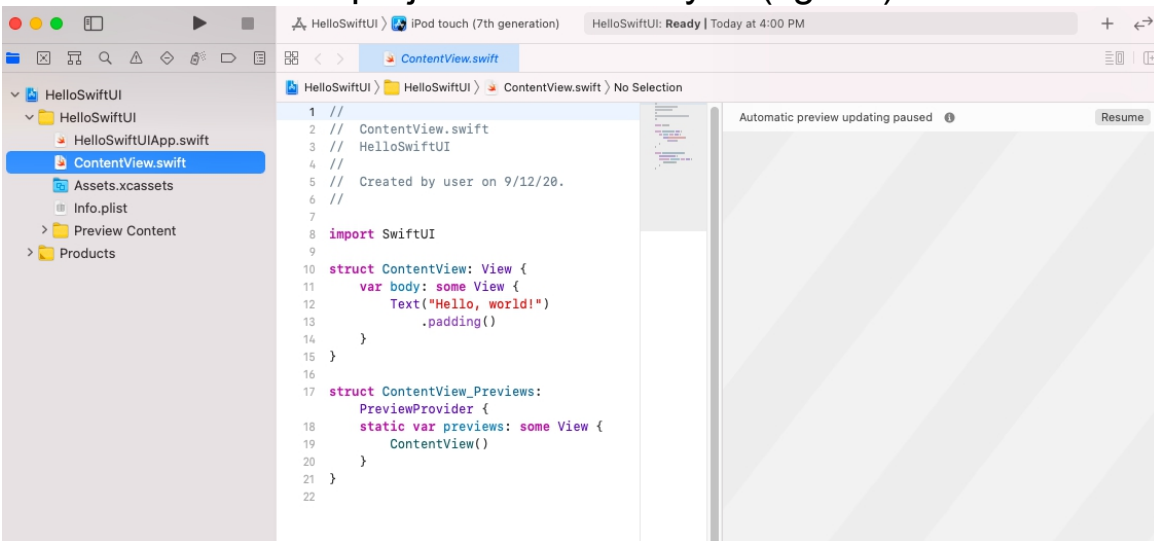 HelloSwiftUI 〉 iPod touch (7th generation) HelloSwiftUI: Ready | Today at 4:00 PM
ContentView.swift
HelloSwiftUI 〉 HelloSwiftUI 〉 ContentView.swift 〉 No Selection
HelloSwiftUI
HelloSwiftUI
HelloSwiftUIApp.swift
ContentView.swift
Assets.xcassets
Info.plist
Preview Content
Products
1 //
2 // ContentView.swift
3 // HelloSwiftUI
4 //
5 // Created by user on 9/12/20.
6 //
7
8 import SwiftUI
9
10 struct ContentView: View {
11 var body: some View {
12 Text("Hello, world!")
13 .padding()
14 }
15 }
16
17 struct ContentView_Previews:
PreviewProvider {
18 static var previews: some View {
19 ContentView()
20 }
21 }
22
Automatic preview updating paused Resume